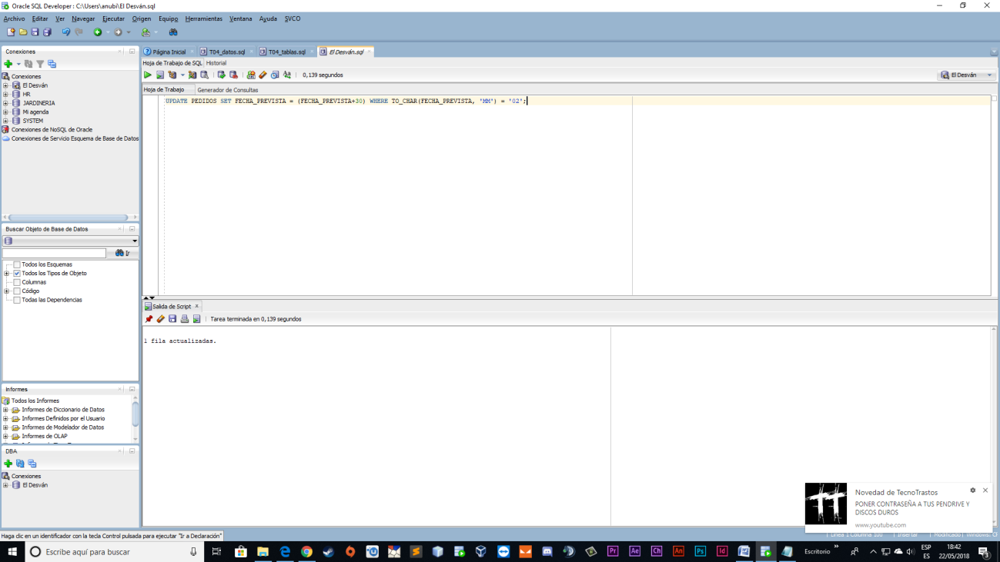 Oracle SQL Developer : C:\Users\anubi\El Desván.sql
Archivo Editar Ver Navegar Ejecutar Origen Equipo Herramientas Ventana Ayuda SVCO
Conexiones
Página Inicial T04_datos.sql T04_tablas.sql El Desván.sql
Hoja de Trabajo de SQL Historial
0,139 segundos
El Desván
Hoja de Trabajo Generador de Consultas
UPDATE PEDIDOS SET FECHA_PREVISTA = (FECHA_PREVISTA+30) WHERE TO_CHAR(FECHA_PREVISTA, 'MM') = '02';
Conexiones
El Desván
HR
JARDINERIA
Mi agenda
SYSTEM
Conexiones de NoSQL de Oracle
Conexiones de Servicio Esquema de Base de Datos
Buscar Objeto de Base de Datos
Ir
Todos los Esquemas
Todos los Tipos de Objeto
Columnas
Código
Todas las Dependencias
Salida de Script
Tarea terminada en 0,139 segundos
1 fila actualizadas.
Informes
Todos los Informes
Informes de Diccionario de Datos
Informes Definidos por el Usuario
Informes de Modelador de Datos
Informes de OLAP
DBA
Conexiones
El Desván
Novedad de TecnoTrastos
PONER CONTRASEÑA A TUS PENDRIVE Y
DISCOS DUROS
www.youtube.com
Haga clic en un identificador con la tecla Control pulsada para ejecutar "Ir a Declaración"
Línea 1 Columna 100 Insertar Modificado Windows: C
Escribe aquí para buscar
Pr Ae Ch An Ps Id
Escritorio
ESP
ES
18:42
22/05/2018
3